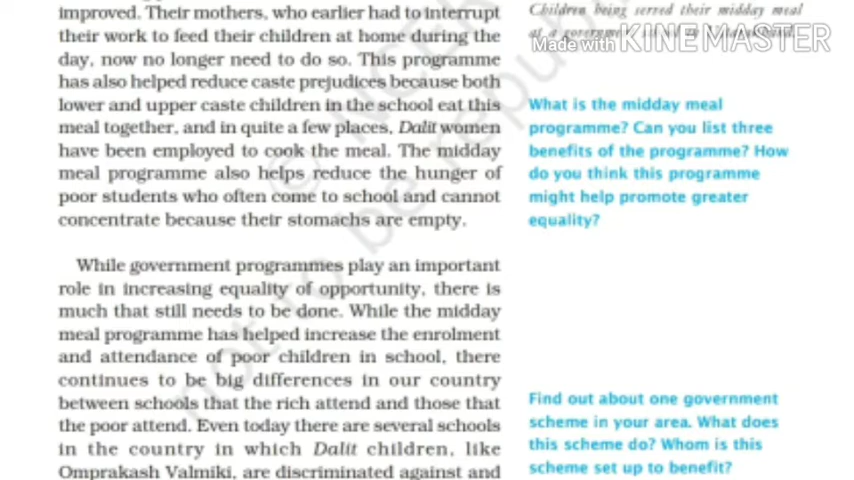 improved. Their mothers, who earlier had to interrupt
their work to feed their children at home during the
day, now no longer need to do so. This programme
has also helped reduce caste prejudices because both
lower and upper caste children in the school eat this
meal together, and in quite a few places, Dalit women
have been employed to cook the meal. The midday
meal programme also helps reduce the hunger of
poor students who often come to school and cannot
concentrate because their stomachs are empty.
While government programmes play an important
role in increasing equality of opportunity, there is
much that still needs to be done. While the midday
meal programme has helped increase the enrolment
and attendance of poor children in school, there
continues to be big differences in our country
between schools that the rich attend and those that
the poor attend. Even today there are several schools
in the country in which Dalit children, like
Omprakash Valmiki, are discriminated against and
Children being served their midday meal
at a government school in
Made with KINEMASTER
What is the midday meal
programme? Can you list three
benefits of the programme? How
do you think this programme
might help promote greater
equality?
Find out about one government
scheme in your area. What does
this scheme do? Whom is this
scheme set up to benefit?
© NCERT
not to be republ